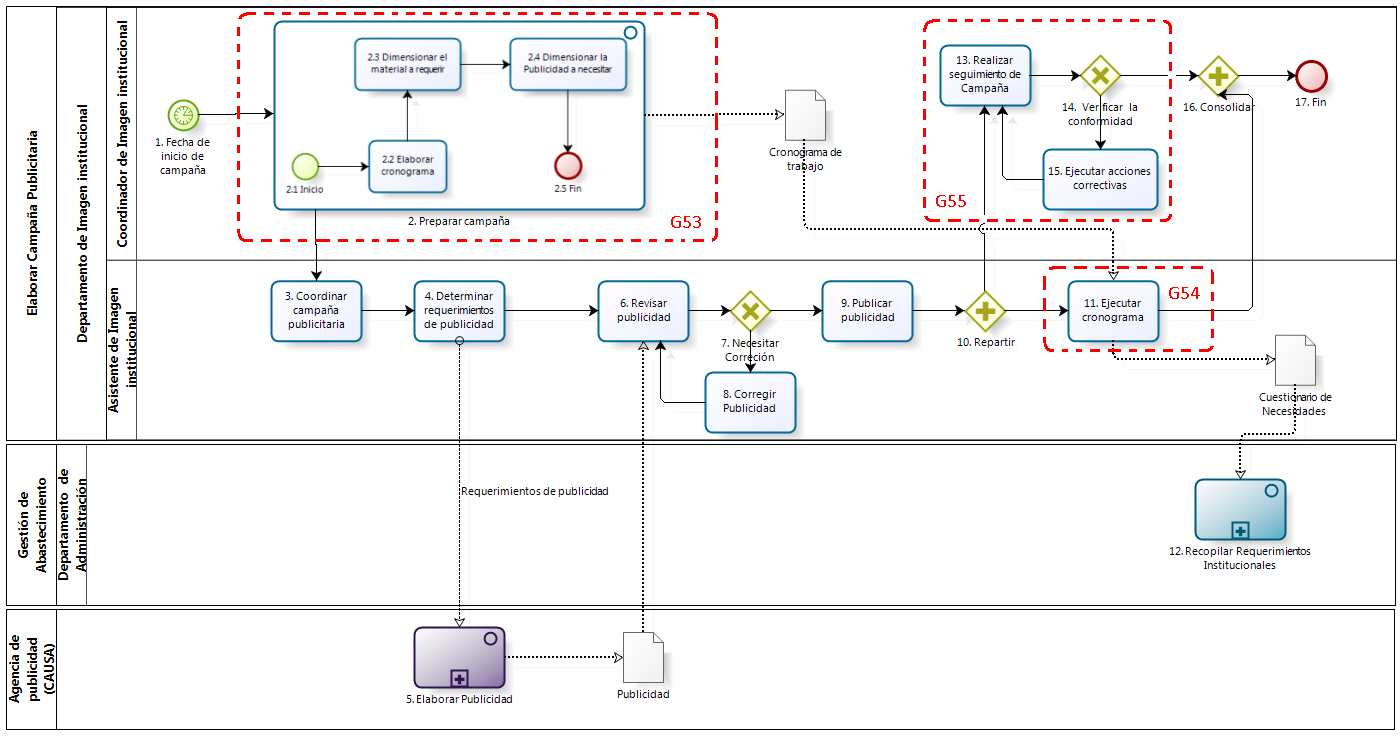 Elaborar Campaña Publicitaria
Departamento de Imagen institucional
Coordinador de Imagen institucional
1. Fecha de
inicio de
campaña
2.1 Inicio
2.2 Elaborar
cronograma
2.3 Dimensionar el
material a requerir
2.4 Dimensionar la
Publicidad a necesitar
2.5 Fin
2. Preparar campaña
G53
Cronograma de
trabajo
13. Realizar
seguimiento de
Campaña
14. Verificar la
conformidad
15. Ejecutar acciones
correctivas
G55
16. Consolidar
17. Fin
Asistente de Imagen
institucional
3. Coordinar
campaña
publicitaria
4. Determinar
requerimientos
de publicidad
6. Revisar
publicidad
7. Necesitar
Correción
8. Corregir
Publicidad
9. Publicar
publicidad
10. Repartir
11. Ejecutar
cronograma
G54
Cuestionario de
Necesidades
Gestión de
Abastecimiento
Departamento de
Administración
Requerimientos de publicidad
12. Recopilar Requerimientos
Institucionales
Agencia de
publicidad
(CAUSA)
5. Elaborar Publicidad
Publicidad